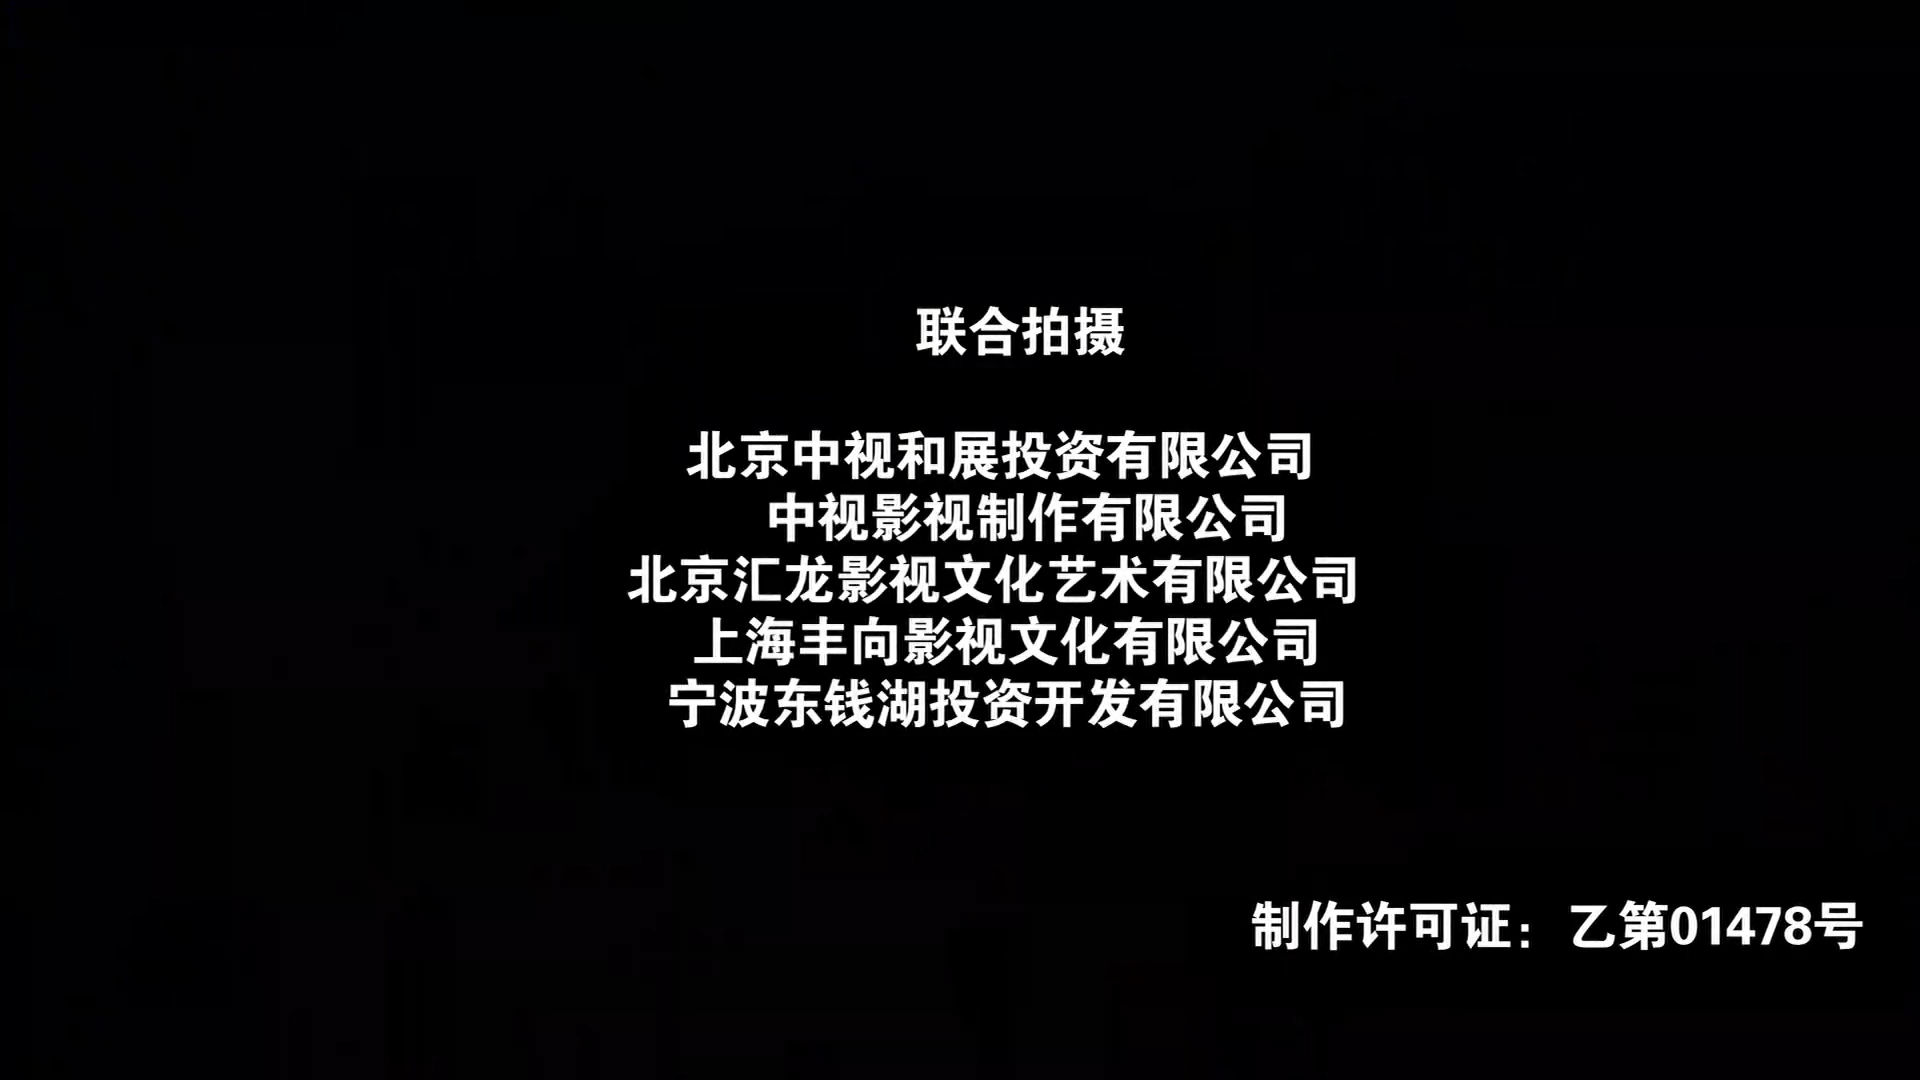 联合拍摄
北京中视和展投资有限公司
中视影视制作有限公司
北京汇龙影视文化艺术有限公司
上海丰向影视文化有限公司
宁波东钱湖投资开发有限公司
制作许可证：乙第01478号